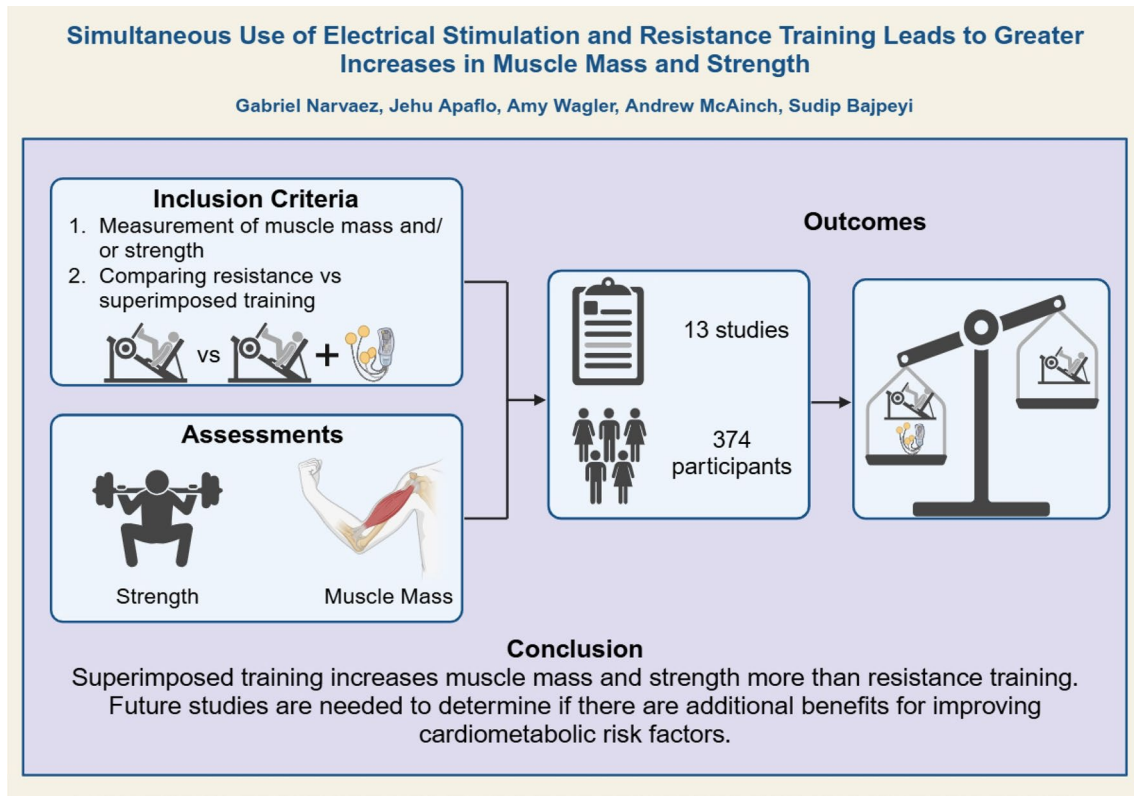 Simultaneous Use of Electrical Stimulation and Resistance Training Leads to Greater
Increases in Muscle Mass and Strength
Gabriel Narvaez, Jehu Apaflo, Amy Wagler, Andrew McAinch, Sudip Bajpeyi
Inclusion Criteria
1. Measurement of muscle mass and/
or strength
2. Comparing resistance vs
superimposed training
vs
+
Assessments
Strength
Muscle Mass
13 studies
374
participants
Outcomes
Conclusion
Superimposed training increases muscle mass and strength more than resistance training.
Future studies are needed to determine if there are additional benefits for improving
cardiometabolic risk factors.